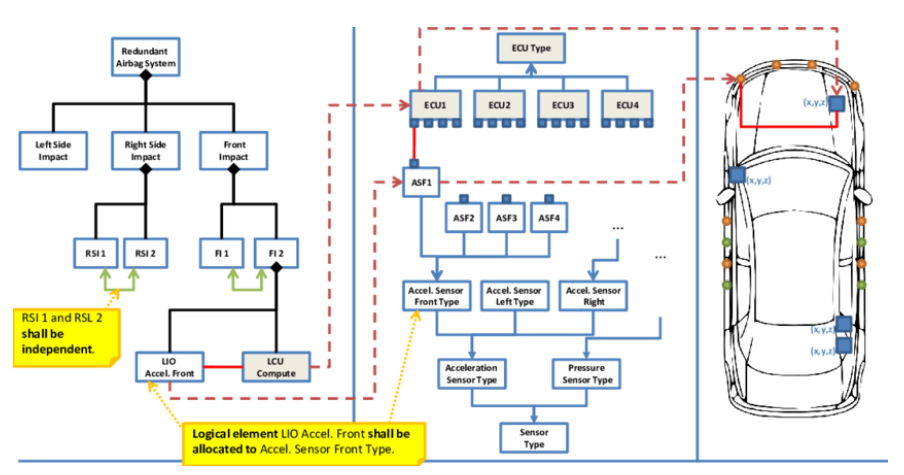 Redundant
Airbag System
Left Side
Impact
Right Side
Impact
Front
Impact
RSI 1
RSI 2
FI 1
FI 2
RSI 1 and RSL 2
shall be
independent.
LIO
Accel. Front
LCU
Compute
Logical element LIO Accel. Front shall be
allocated to Accel. Sensor Front Type.
ECU Type
ECU1
ECU2
ECU3
ECU4
ASF1
ASF2
ASF3
ASF4
...
...
Accel. Sensor
Front Type
Accel. Sensor
Left Type
Accel. Sensor
Right
Acceleration
Sensor Type
Pressure
Sensor Type
Sensor
Type
(x,y,z)
(x,y,z)
(x,y,z)
(x,y,z)